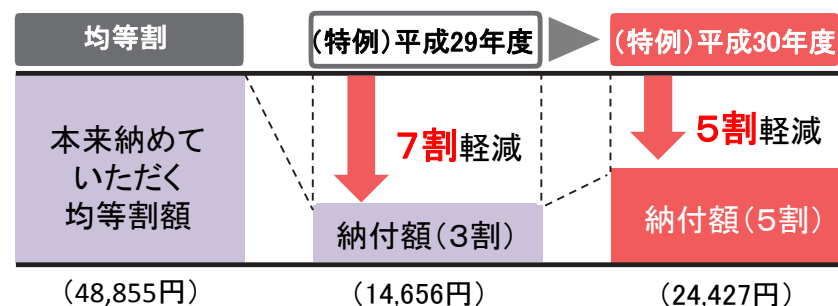 均等割
(特例)平成29年度
(特例)平成30年度
本来納めて
いただく
均等割額
7割軽減
5割軽減
納付額(3割)
納付額(5割)
(48,855円)
(14,656円)
(24,427円)